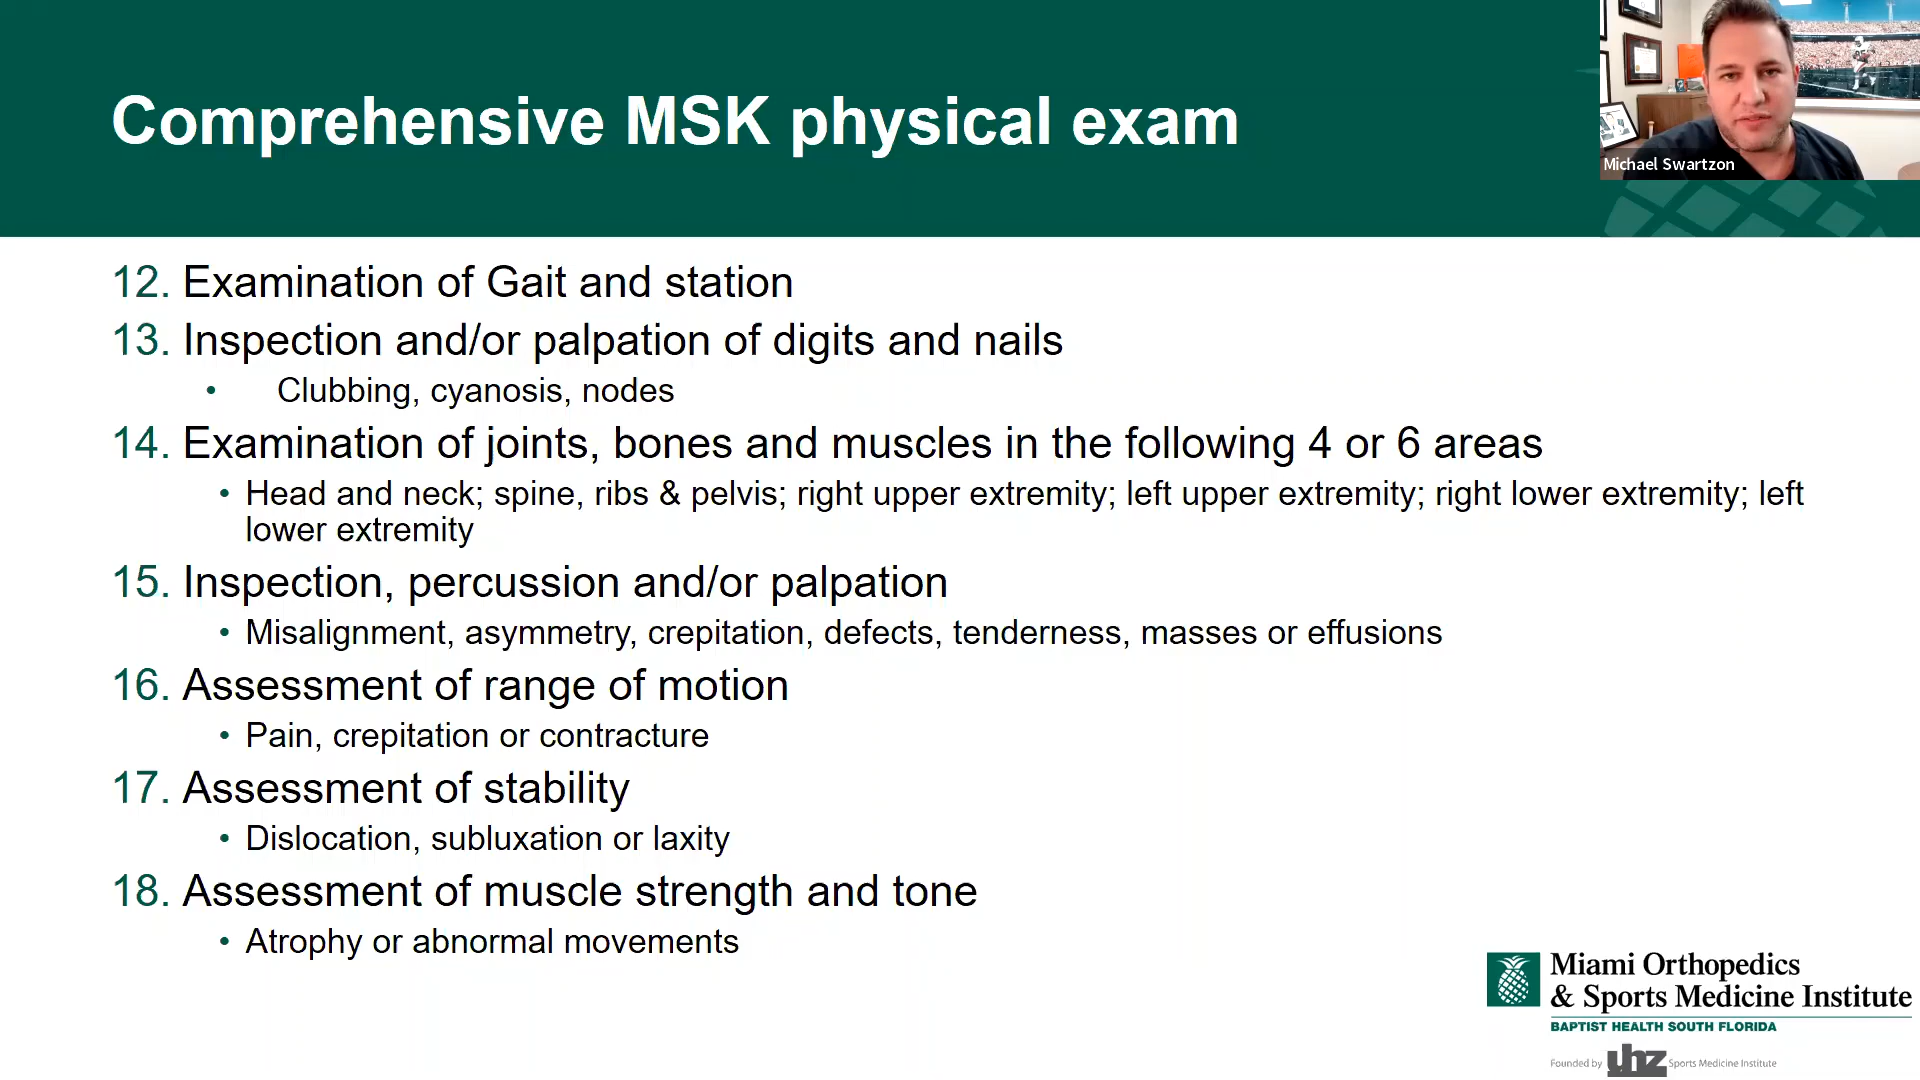 Comprehensive MSK physical exam
Michael Swartzon
12. Examination of Gait and station
13. Inspection and/or palpation of digits and nails
• Clubbing, cyanosis, nodes
14. Examination of joints, bones and muscles in the following 4 or 6 areas
• Head and neck; spine, ribs & pelvis; right upper extremity; left upper extremity; right lower extremity; left
lower extremity
15. Inspection, percussion and/or palpation
• Misalignment, asymmetry, crepitation, defects, tenderness, masses or effusions
16. Assessment of range of motion
• Pain, crepitation or contracture
17. Assessment of stability
• Dislocation, subluxation or laxity
18. Assessment of muscle strength and tone
• Atrophy or abnormal movements
Miami Orthopedics
& Sports Medicine Institute
BAPTIST HEALTH SOUTH FLORIDA
Founded by uhz Sports Medicine Institute